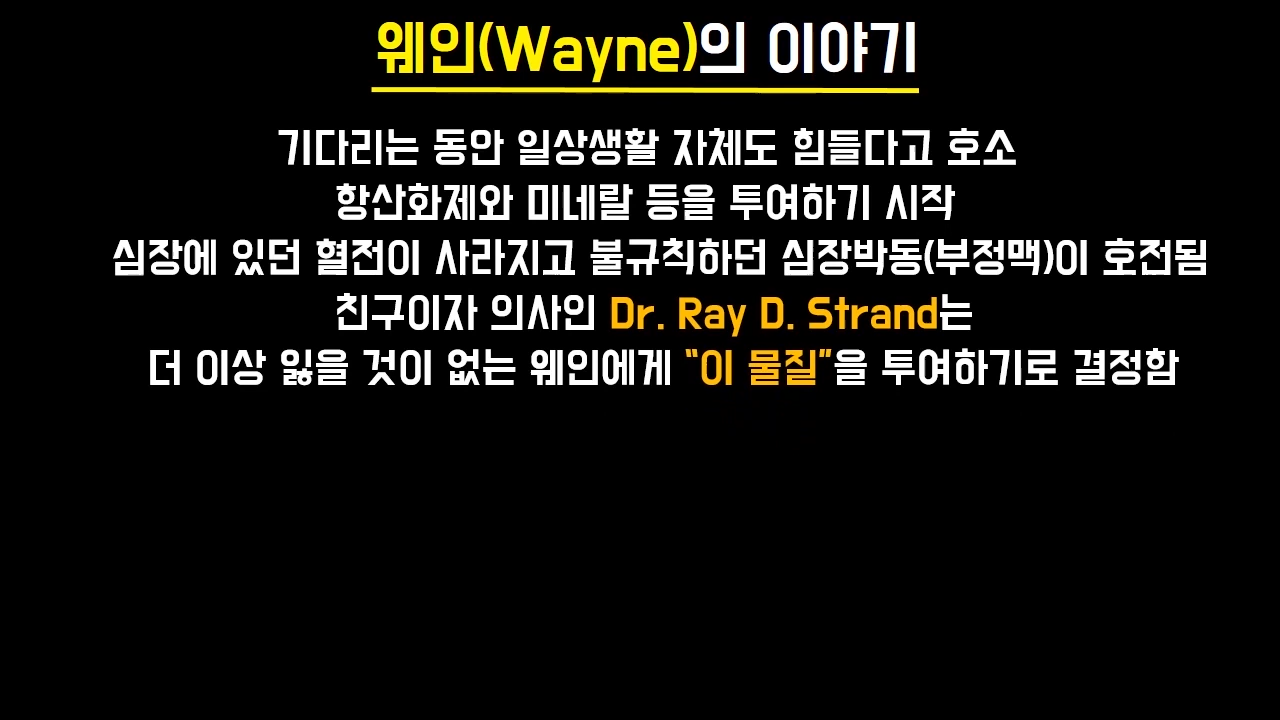 웨인(Wayne)의 이야기
기다리는 동안 일상생활 자체도 힘들다고 호소
항산화제와 미네랄 등을 투여하기 시작
심장에 있던 혈전이 사라지고 불규칙하던 심장박동(부정맥)이 호전됨
친구이자 의사인 Dr. Ray D. Strand는
더 이상 잃을 것이 없는 웨인에게 “이 물질”을 투여하기로 결정함